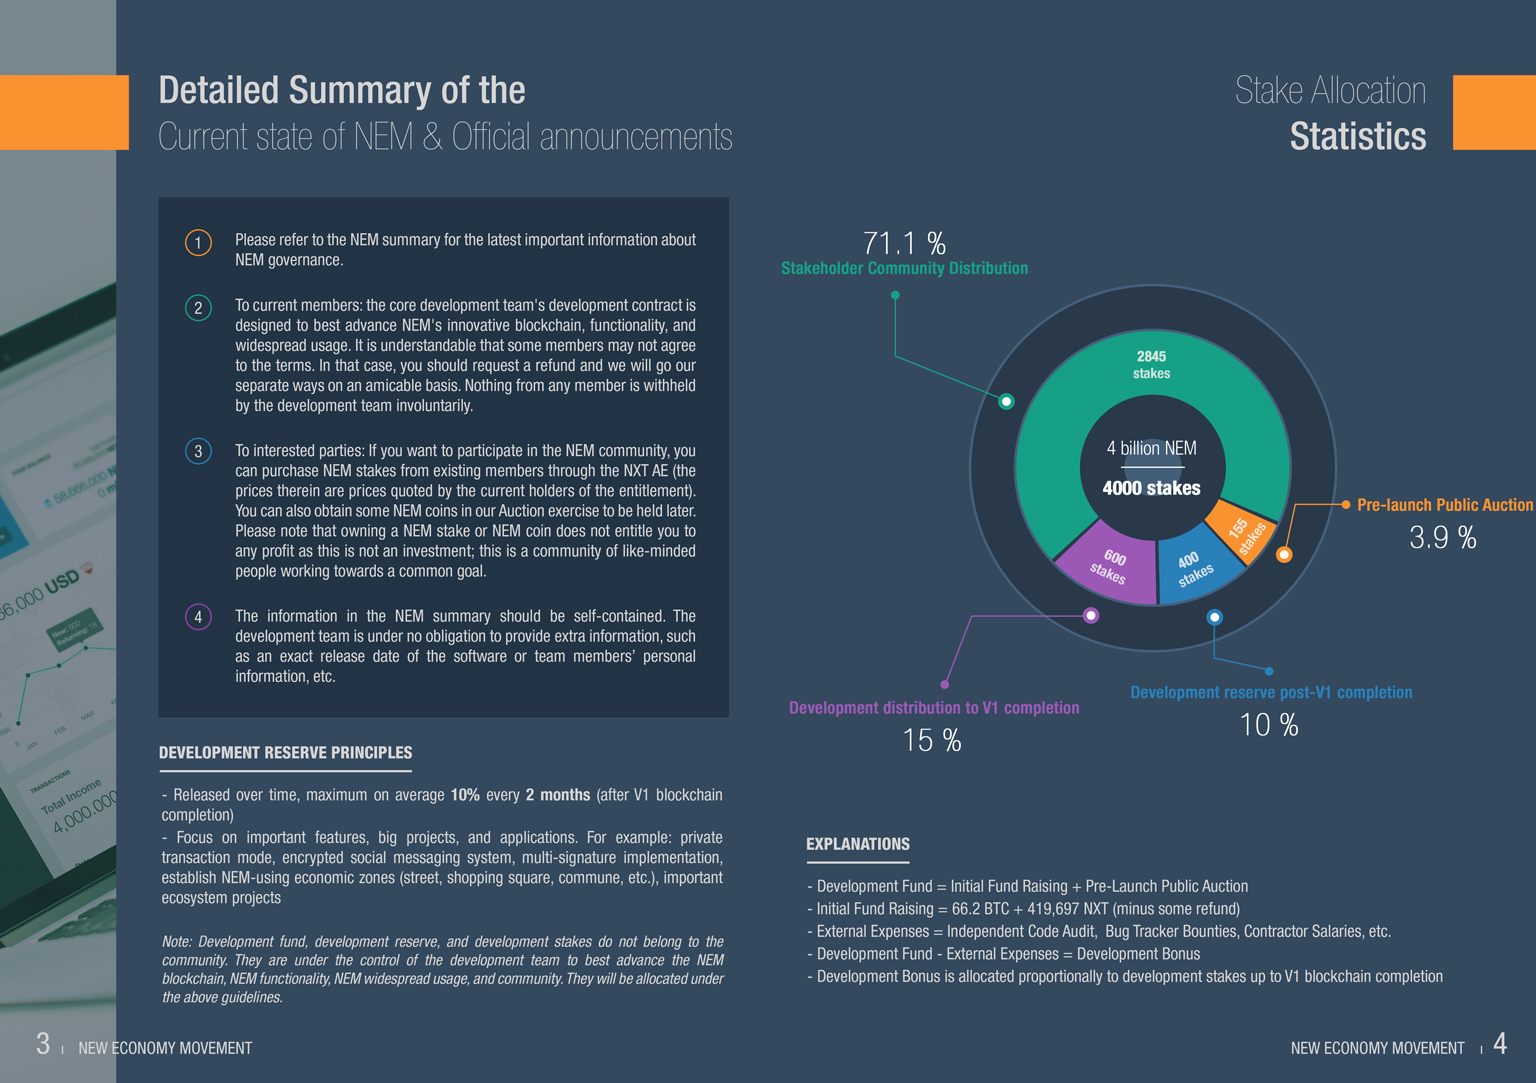 Detailed Summary of the
Current state of NEM & Official announcements
1
Please refer to the NEM summary for the latest important information about
NEM governance.
2
To current members: the core development team's development contract is
designed to best advance NEM's innovative blockchain, functionality, and
widespread usage. It is understandable that some members may not agree
to the terms. In that case, you should request a refund and we will go our
separate ways on an amicable basis. Nothing from any member is withheld
by the development team involuntarily.
3
To interested parties: If you want to participate in the NEM community, you
can purchase NEM stakes from existing members through the NXT AE (the
prices therein are prices quoted by the current holders of the entitlement).
You can also obtain some NEM coins in our Auction exercise to be held later.
Please note that owning a NEM stake or NEM coin does not entitle you to
any profit as this is not an investment; this is a community of like-minded
people working towards a common goal.
4
The information in the NEM summary should be self-contained. The
development team is under no obligation to provide extra information, such
as an exact release date of the software or team members’ personal
information, etc.
DEVELOPMENT RESERVE PRINCIPLES
- Released over time, maximum on average 10% every 2 months (after V1 blockchain
completion)
- Focus on important features, big projects, and applications. For example: private
transaction mode, encrypted social messaging system, multi-signature implementation,
establish NEM-using economic zones (street, shopping square, commune, etc.), important
ecosystem projects
Note: Development fund, development reserve, and development stakes do not belong to the
community. They are under the control of the development team to best advance the NEM
blockchain, NEM functionality, NEM widespread usage, and community. They will be allocated under
the above guidelines.
3 | NEW ECONOMY MOVEMENT
USD
New: 600
Returning: 18
JAN
FEB
MAR
TRANSACTIONS
Total Income
Stake Allocation
Statistics
71.1 %
Stakeholder Community Distribution
2845
stakes
4 billion NEM
4000 stakes
155
stakes
Pre-launch Public Auction
3.9 %
600
stakes
400
stakes
Development distribution to V1 completion
15 %
Development reserve post-V1 completion
10 %
EXPLANATIONS
- Development Fund = Initial Fund Raising + Pre-Launch Public Auction
- Initial Fund Raising = 66.2 BTC + 419,697 NXT (minus some refund)
- External Expenses = Independent Code Audit, Bug Tracker Bounties, Contractor Salaries, etc.
- Development Fund - External Expenses = Development Bonus
- Development Bonus is allocated proportionally to development stakes up to V1 blockchain completion
NEW ECONOMY MOVEMENT | 4